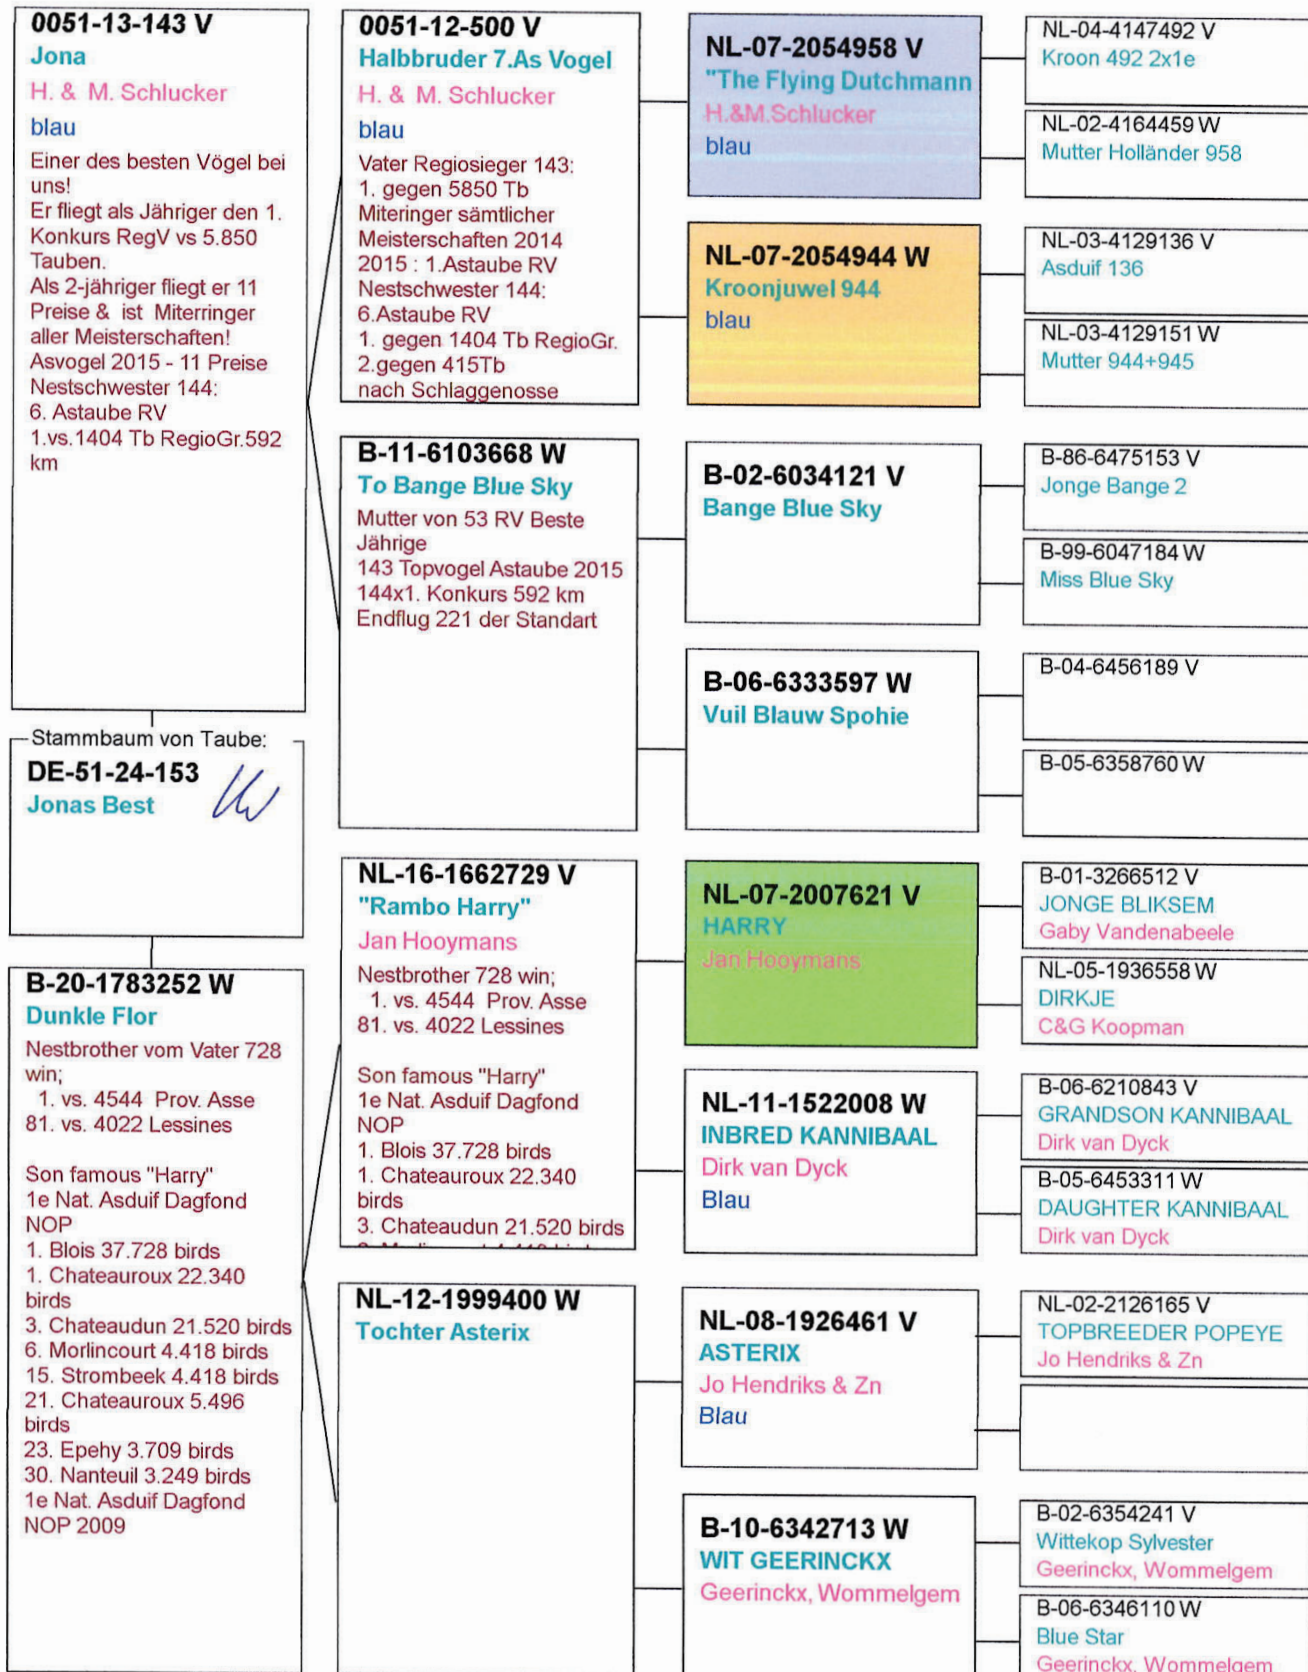 0051-13-143 V
Jona
H. & M. Schlucker
blau
Einer des besten Vögel bei
uns!
Er fliegt als Jähriger den 1.
Konkurs RegV vs 5.850
Tauben.
Als 2-jähriger fliegt er 11
Preise & ist Miterringer
aller Meisterschaften!
Asvogel 2015 - 11 Preise
Nestschwester 144:
6. Astaube RV
1.vs.1404 Tb RegioGr.592
km
Stammbaum von Taube:
DE-51-24-153
Jonas Best
B-20-1783252 W
Dunkle Flor
Nestbrother vom Vater 728
win;
1. vs. 4544 Prov. Asse
81. vs. 4022 Lessines
Son famous "Harry"
1e Nat. Asduif Dagfond
NOP
1. Blois 37.728 birds
1. Chateauroux 22.340
birds
3. Chateaudun 21.520 birds
6. Morlincourt 4.418 birds
15. Strombeek 4.418 birds
21. Chateauroux 5.496
birds
23. Epehy 3.709 birds
30. Nanteuil 3.249 birds
1e Nat. Asduif Dagfond
NOP 2009
0051-12-500 V
Halbbruder 7.As Vogel
H. & M. Schlucker
blau
Vater Regiosieger 143:
1. gegen 5850 Tb
Miteringer sämtlicher
Meisterschaften 2014
2015 : 1.Astaube RV
Nestschwester 144:
6.Astaube RV
1. gegen 1404 Tb RegioGr.
2.gegen 415Tb
nach Schlaggenosse
B-11-6103668 W
To Bange Blue Sky
Mutter von 53 RV Beste
Jährige
143 Topvogel Astaube 2015
144x1. Konkurs 592 km
Endflug 221 der Standart
NL-16-1662729 V
"Rambo Harry"
Jan Hooymans
Nestbrother 728 win;
1. vs. 4544 Prov. Asse
81. vs. 4022 Lessines
Son famous "Harry"
1e Nat. Asduif Dagfond
NOP
1. Blois 37.728 birds
1. Chateauroux 22.340
birds
3. Chateaudun 21.520 birds
NL-12-1999400 W
Tochter Asterix
NL-07-2054958 V
"The Flying Dutchmann
H.&M.Schlucker
blau
NL-07-2054944 W
Kroonjuwel 944
blau
B-02-6034121 V
Bange Blue Sky
B-06-6333597 W
Vuil Blauw Spohie
NL-07-2007621 V
HARRY
Jan Hooymans
NL-11-1522008 W
INBRED KANNIBAAL
Dirk van Dyck
Blau
NL-08-1926461 V
ASTERIX
Jo Hendriks & Zn
Blau
B-10-6342713 W
WIT GEERINCKX
Geerinckx, Wommelgem
NL-04-4147492 V
Kroon 492 2x1e
NL-02-4164459 W
Mutter Holländer 958
NL-03-4129136 V
Asduif 136
NL-03-4129151 W
Mutter 944+945
B-86-6475153 V
Jonge Bange 2
B-99-6047184 W
Miss Blue Sky
B-04-6456189 V
B-05-6358760 W
B-01-3266512 V
JONGE BLIKSEM
Gaby Vandenabeele
NL-05-1936558 W
DIRKJE
C&G Koopman
B-06-6210843 V
GRANDSON KANNIBAAL
Dirk van Dyck
B-05-6453311 W
DAUGHTER KANNIBAAL
Dirk van Dyck
NL-02-2126165 V
TOPBREEDER POPEYE
Jo Hendriks & Zn
B-02-6354241 V
Wittekop Sylvester
Geerinckx, Wommelgem
B-06-6346110 W
Blue Star
Geerinckx, Wommelgem